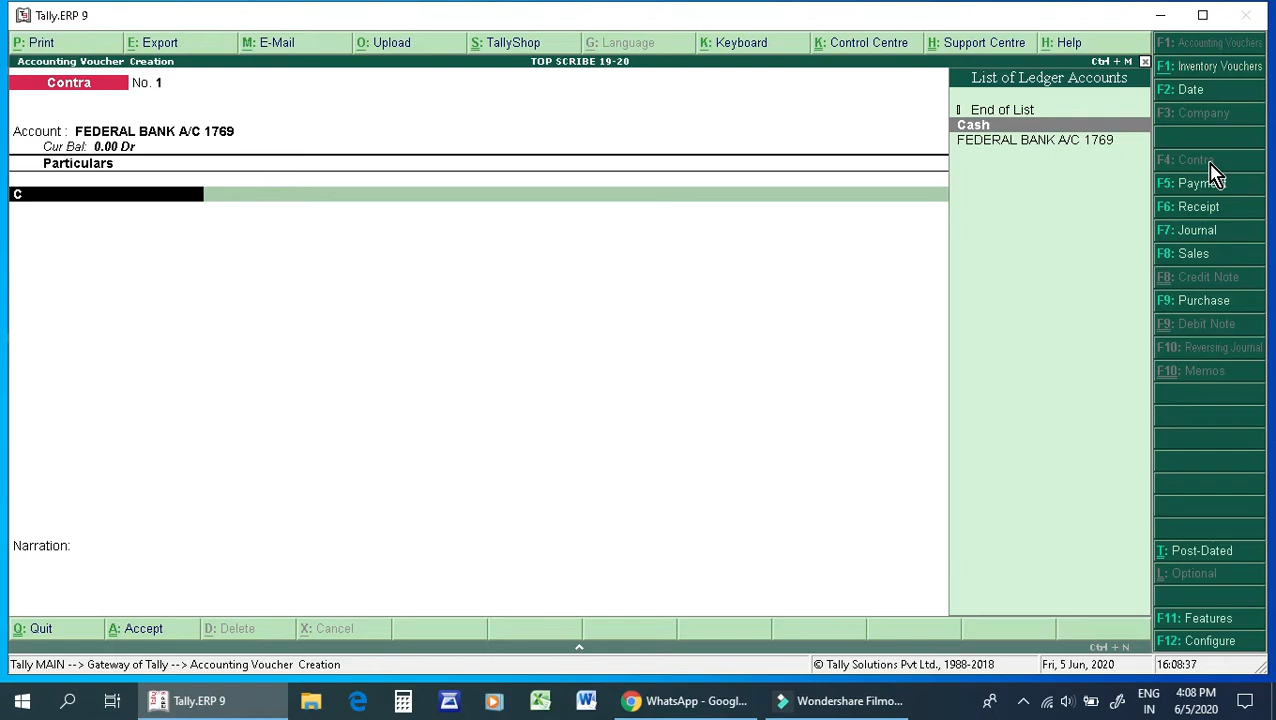 Tally.ERP 9
P: Print E: Export M: E-Mail O: Upload S: TallyShop G: Language K: Keyboard K: Control Centre H: Support Centre H: Help
Accounting Voucher Creation TOP SCRIBE 19-20 Ctrl + M
Contra No. 1
Account : FEDERAL BANK A/C 1769
Cur Bal: 0.00 Dr
Particulars
C
Narration:
List of Ledger Accounts
End of List
Cash
FEDERAL BANK A/C 1769
F1: Accounting Vouchers
F1: Inventory Vouchers
F2: Date
F3: Company
F4: Contra
F5: Payment
F6: Receipt
F7: Journal
F8: Sales
F8: Credit Note
F9: Purchase
F9: Debit Note
F10: Reversing Journal
F10: Memos
T: Post-Dated
L: Optional
F11: Features
F12: Configure
Q: Quit A: Accept D: Delete X: Cancel
Ctrl + N
Tally MAIN --> Gateway of Tally --> Accounting Voucher Creation © Tally Solutions Pvt Ltd., 1988-2018 Fri, 5 Jun, 2020 16:08:37
Tally.ERP 9 WhatsApp - Googl... Wondershare Filmo... ENG 4:08 PM
IN 6/5/2020